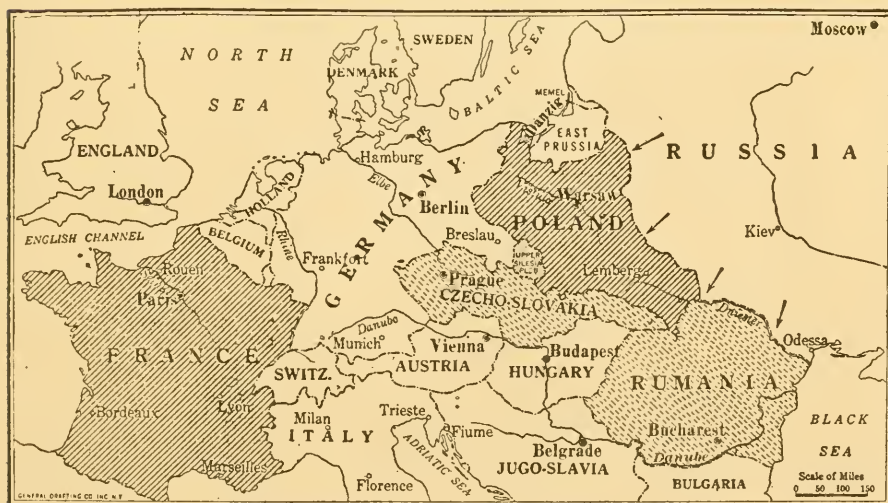 Moscow
NORTH SEA
SWEDEN
DENMARK
BALTIC SEA
MEMEL
Danzig
EAST PRUSSIA
RUSSIA
ENGLAND
London
Hamburg
Elbe
HOLLAND
GERMANY
Berlin
Warsaw
POLAND
ENGLISH CHANNEL
BELGIUM
Rhine
Frankfort
Breslau
UPPER SILESIA
Lemberg
Kiev
Rouen
Paris
Prague
CZECHO-SLOVAKIA
FRANCE
Danube
Munich
Vienna
Budapest
Odessa
SWITZ.
AUSTRIA
HUNGARY
RUMANIA
Bordeaux
Lyon
Milan
Trieste
ITALY
Fiume
Bucharest
BLACK SEA
Marseilles
ADRIATIC SEA
Belgrade
JUGO-SLAVIA
Danube
Florence
BULGARIA
Scale of Miles
0 50 100 150
GENERAL DRAFTING CO. INC. N.Y.